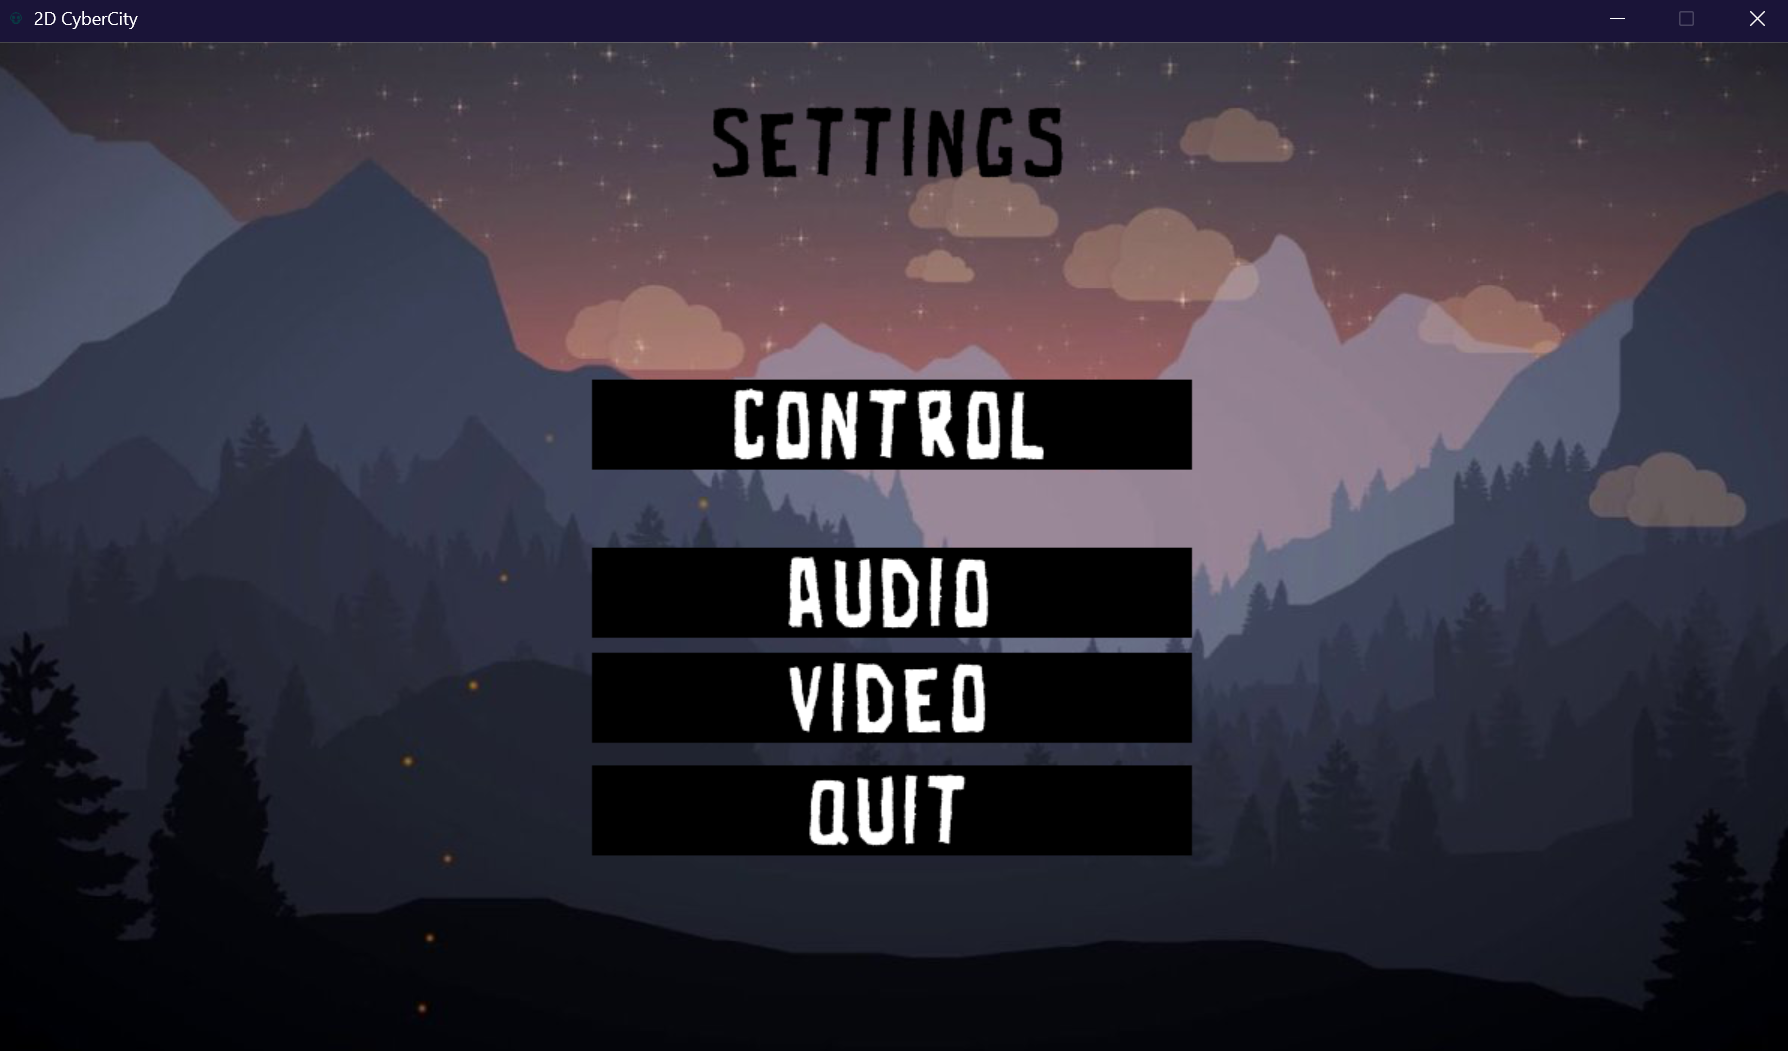 2D CyberCity
SETTINGS
CONTROL
AUDIO
VIDEO
QUIT